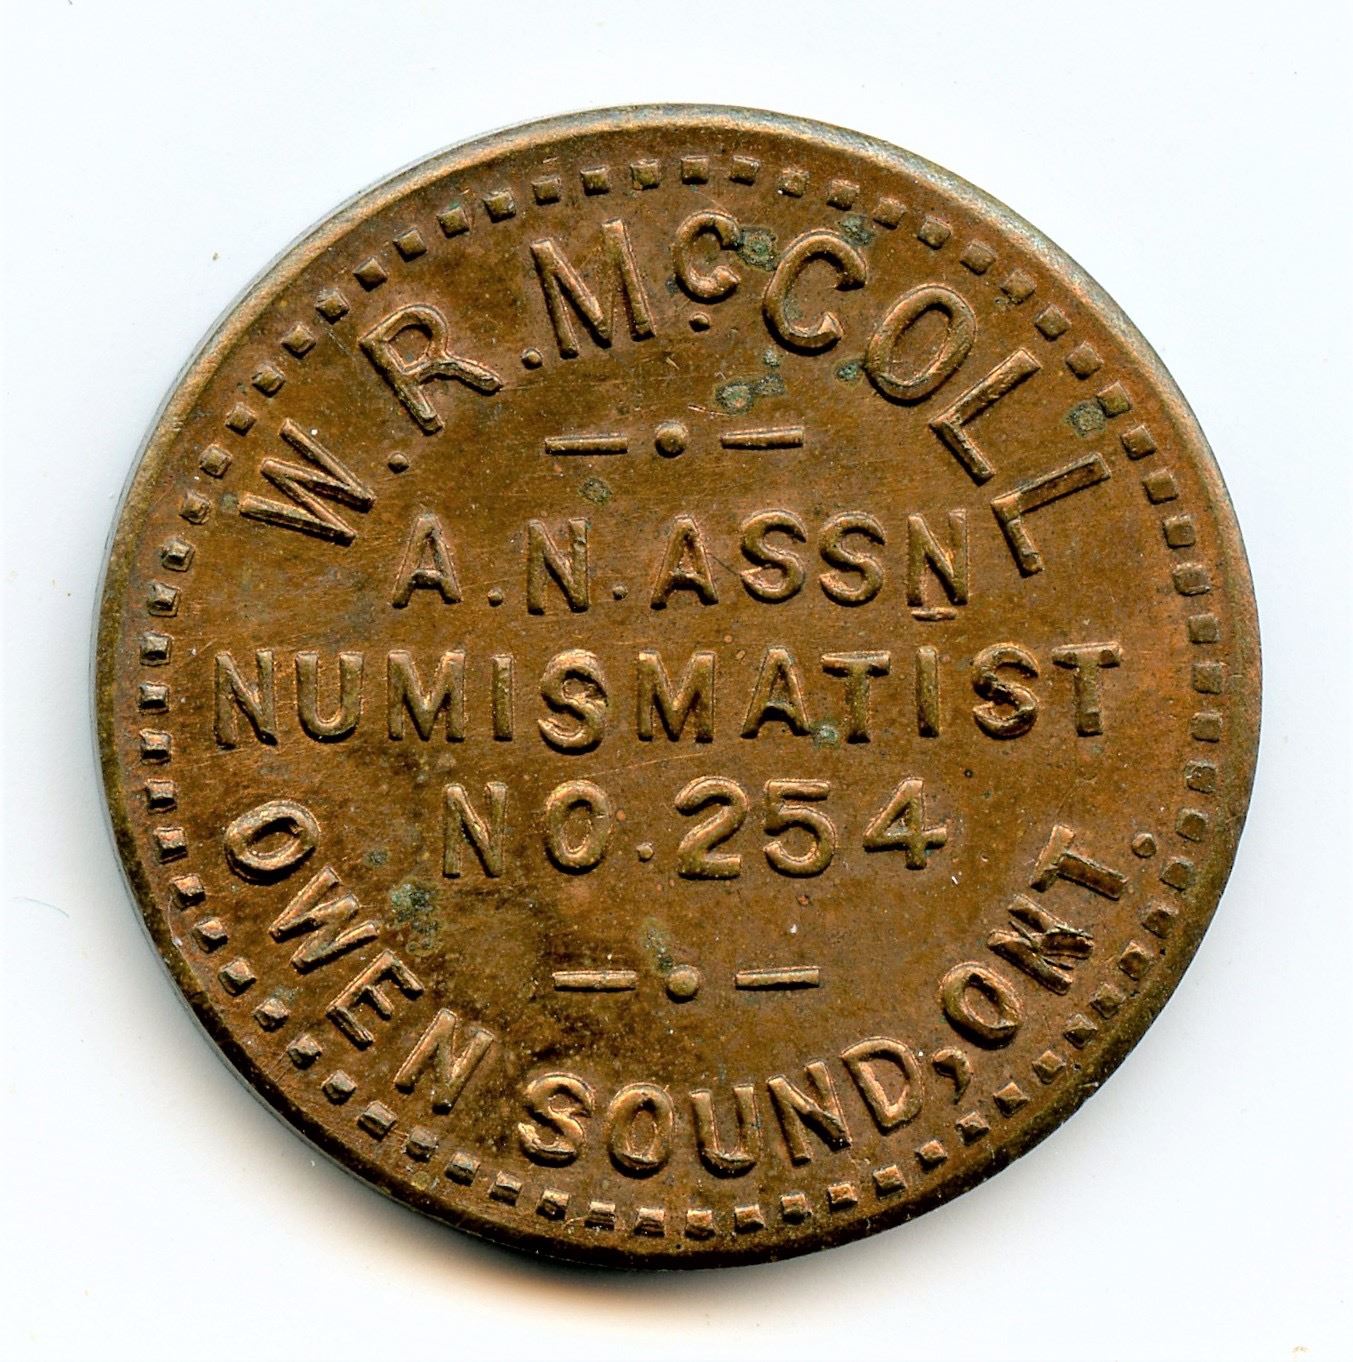 W.R.McCOLL
A.N.ASSN
NUMISMATIST
NO.254
OWEN SOUND, ONT.